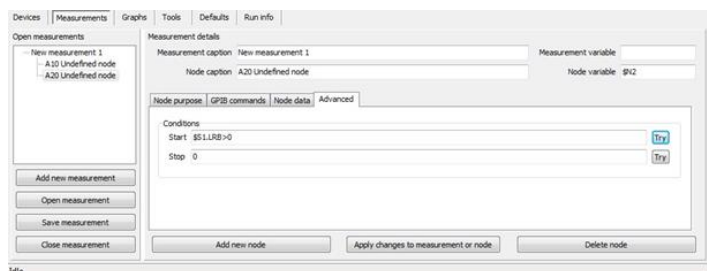 Devices Measurements Graphs Tools Defaults Run info
Open measurements
New measurement 1
A10 Undefined node
A20 Undefined node
Add new measurement
Open measurement
Save measurement
Close measurement
Measurement details
Measurement caption New measurement 1 Measurement variable
Node caption A20 Undefined node Node variable $N2
Node purpose GPIB commands Node data Advanced
Conditions
Start $S1.LRB>0 Try
Stop 0 Try
Add new node Apply changes to measurement or node Delete node
Idle